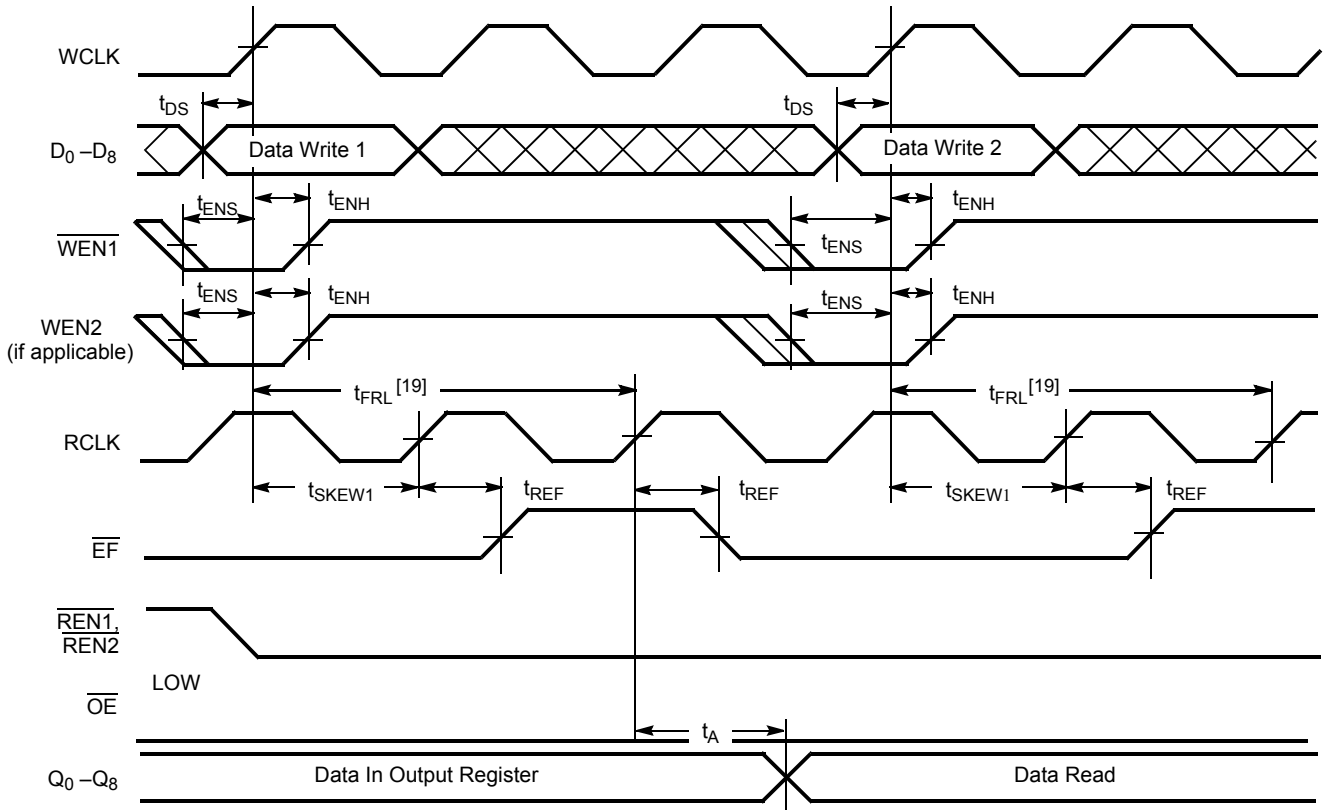 WCLK
tDS tDS
D0 –D8 Data Write 1 Data Write 2
tENS tENH tENH
WEN1 tENS
tENS tENH tENS tENH
WEN2
(if applicable)
tFRL [19] tFRL [19]
RCLK
tSKEW1 tREF tREF tSKEW1 tREF
EF
REN1,
REN2
LOW
OE
tA
Q0 –Q8 Data In Output Register Data Read